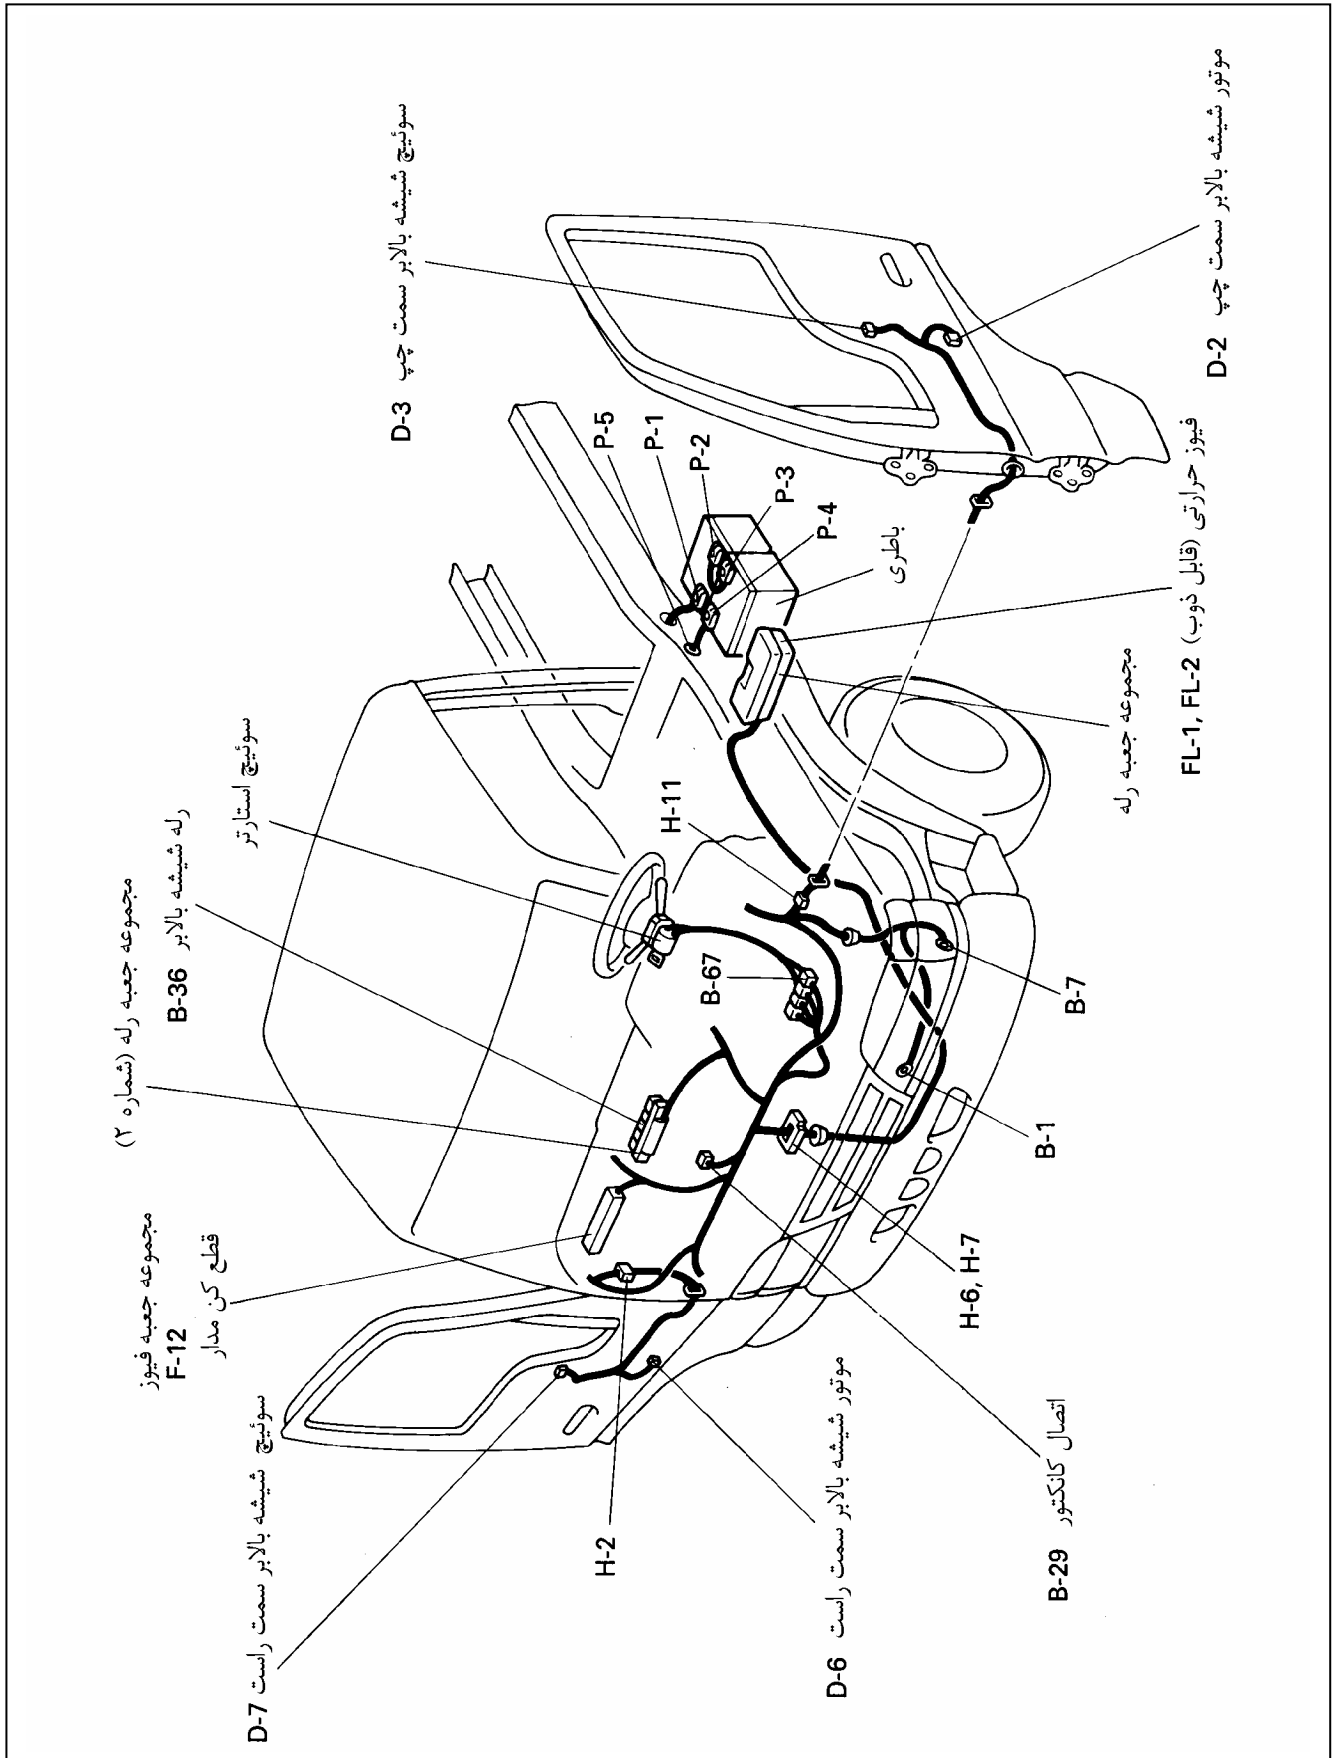 D-3 سوئیچ شیشه بالابر سمت چپ
D-2 موتور شیشه بالابر سمت چپ
P-5
P-1
P-2
P-3
P-4
باطری
FL-1, FL-2 فیوز حرارتی (قابل ذوب)
مجموعه جعبه رله
سوئیچ استارتر
B-36 رله شیشه بالابر
مجموعه جعبه رله (شماره ۲)
مجموعه جعبه فیوز
F-12
قطع کن مدار
H-11
B-67
B-7
B-1
H-6, H-7
D-7 سوئیچ شیشه بالابر سمت راست
H-2
D-6 موتور شیشه بالابر سمت راست
B-29 اتصال کانکتور